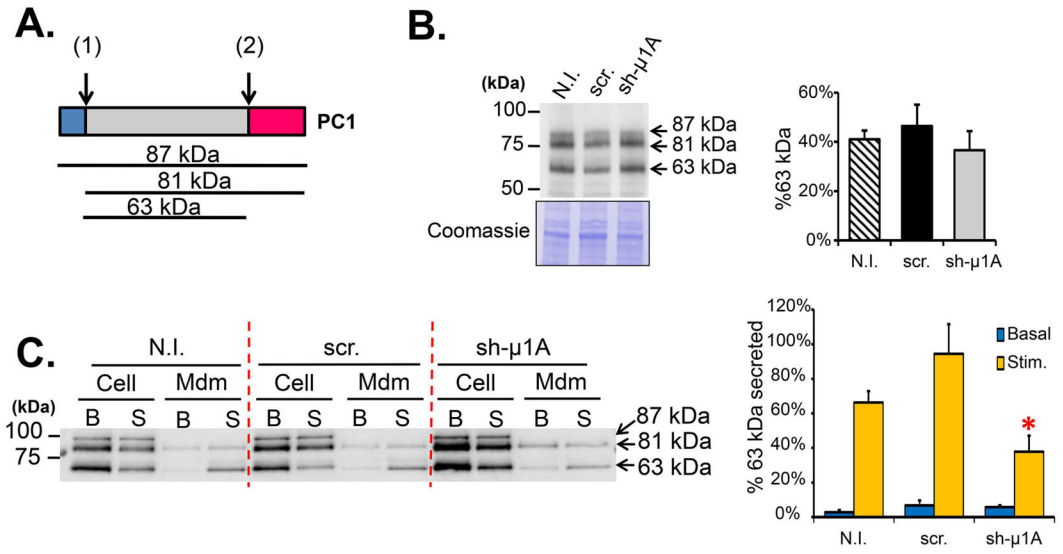 A.
(1) (2)
PC1
87 kDa
81 kDa
63 kDa
B.
(kDa) N.I. scr. sh-µ1A
100
75
50
87 kDa
81 kDa
63 kDa
Coomassie
%63 kDa
60%
40%
20%
0%
N.I. scr. sh-µ1A
C.
N.I. scr. sh-µ1A
Cell Mdm Cell Mdm Cell Mdm
(kDa) B S B S B S B S B S B S
100
75
87 kDa
81 kDa
63 kDa
% 63 kDa secreted
120%
100%
80%
60%
40%
20%
0%
Basal
Stim.
*
N.I. scr. sh-µ1A